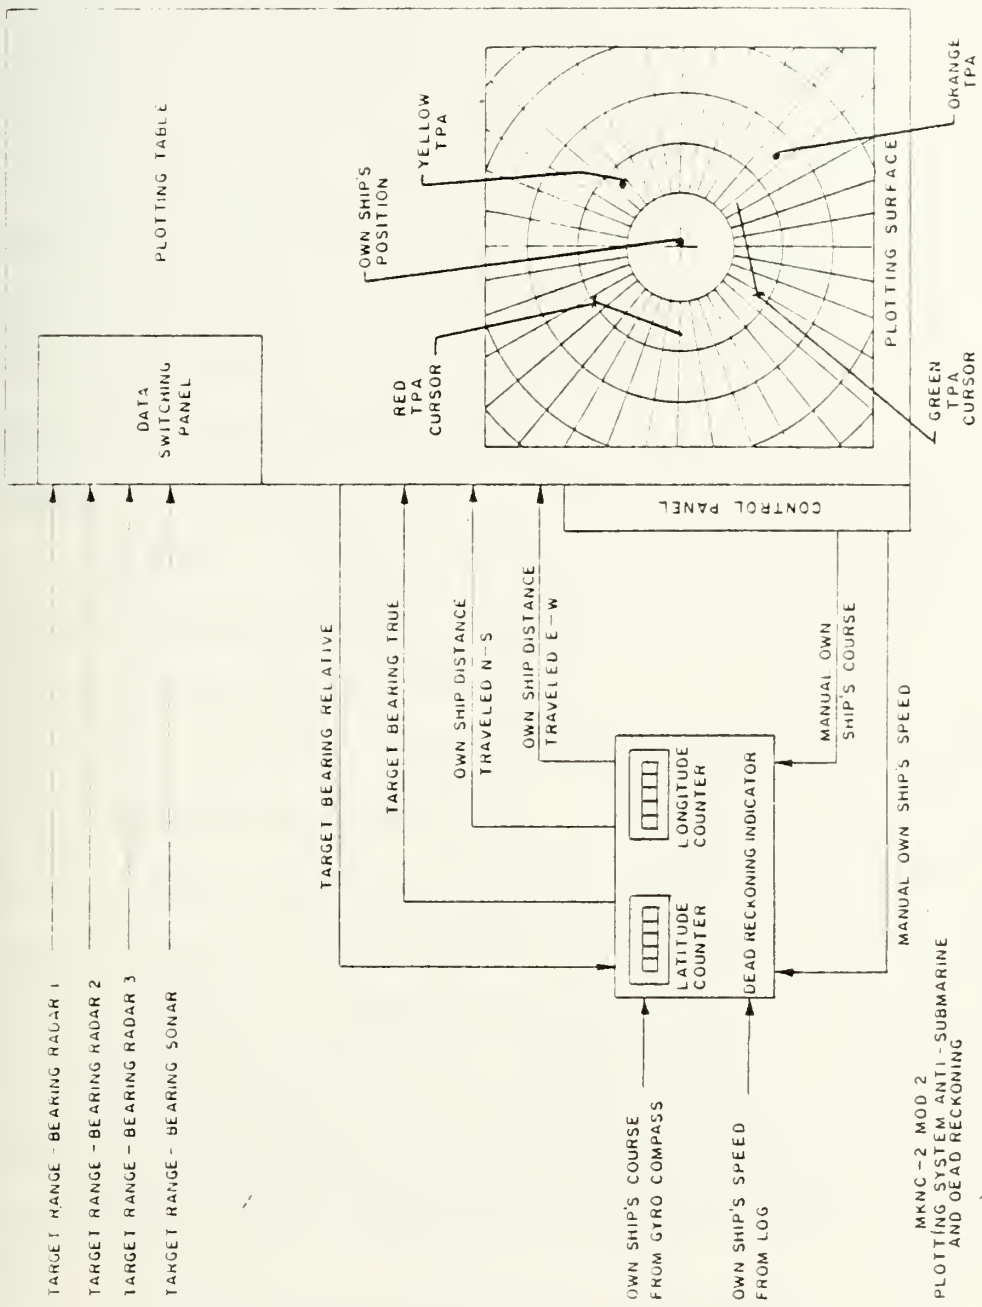 TARGET RANGE - BEARING RADAR 1
TARGET RANGE - BEARING RADAR 2
TARGET RANGE - BEARING RADAR 3
TARGET RANGE - BEARING SONAR
DATA
SWITCHING
PANEL
PLOTTING TABLE
TARGET BEARING RELATIVE
TARGET BEARING TRUE
OWN SHIP DISTANCE
TRAVELED N-S
OWN SHIP DISTANCE
TRAVELED E-W
RED
TPA
CURSOR
OWN SHIP'S
POSITION
YELLOW
TPA
CONTROL PANEL
OWN SHIP'S COURSE
FROM GYRO COMPASS
OWN SHIP'S SPEED
FROM LOG
LATITUDE
COUNTER
LONGITUDE
COUNTER
DEAD RECKONING INDICATOR
MANUAL OWN
SHIP'S COURSE
MANUAL OWN SHIP'S SPEED
PLOTTING SURFACE
GREEN
TPA
CURSOR
ORANGE
TPA
MKNC-2 MOD 2
PLOTTING SYSTEM ANTI-SUBMARINE
AND DEAD RECKONING